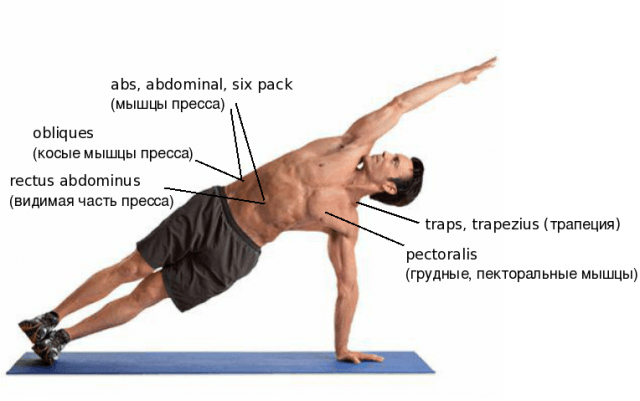 abs, abdominal, six pack
(мышцы пресса)
obliques
(косые мышцы пресса)
rectus abdominus
(видимая часть пресса)
traps, trapezius (трапеция)
pectoralis
(грудные, пекторальные мышцы)